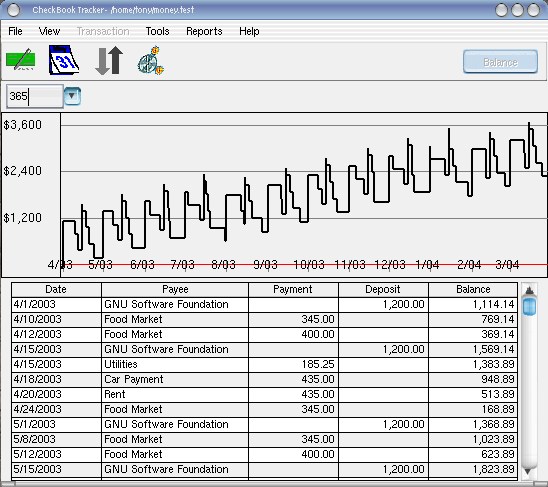 CheckBook Tracker- /home/tony/money.test
File View Transaction Tools Reports Help
31 Balance
365
$3,600
$2,400
$1,200
4/03 5/03 6/03 7/03 8/03 9/03 10/03 11/03 12/03 1/04 2/04 3/04
Date Payee Payment Deposit Balance
4/1/2003 GNU Software Foundation 1,200.00 1,114.14
4/10/2003 Food Market 345.00 769.14
4/12/2003 Food Market 400.00 369.14
4/15/2003 GNU Software Foundation 1,200.00 1,569.14
4/15/2003 Utilities 185.25 1,383.89
4/18/2003 Car Payment 435.00 948.89
4/20/2003 Rent 435.00 513.89
4/24/2003 Food Market 345.00 168.89
5/1/2003 GNU Software Foundation 1,200.00 1,368.89
5/8/2003 Food Market 345.00 1,023.89
5/12/2003 Food Market 400.00 623.89
5/15/2003 GNU Software Foundation 1,200.00 1,823.89